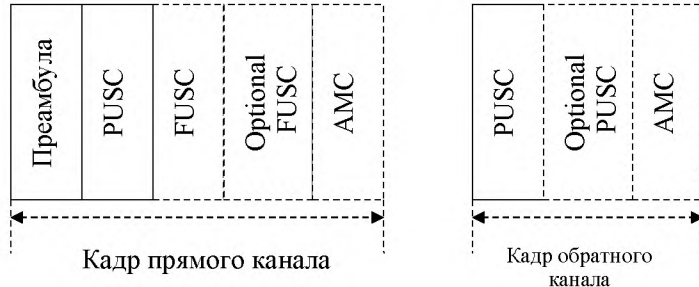 Преамбула
PUSC
FUSC
Optional
FUSC
AMC
PUSC
Optional
PUSC
AMC
Кадр прямого канала
Кадр обратного
канала